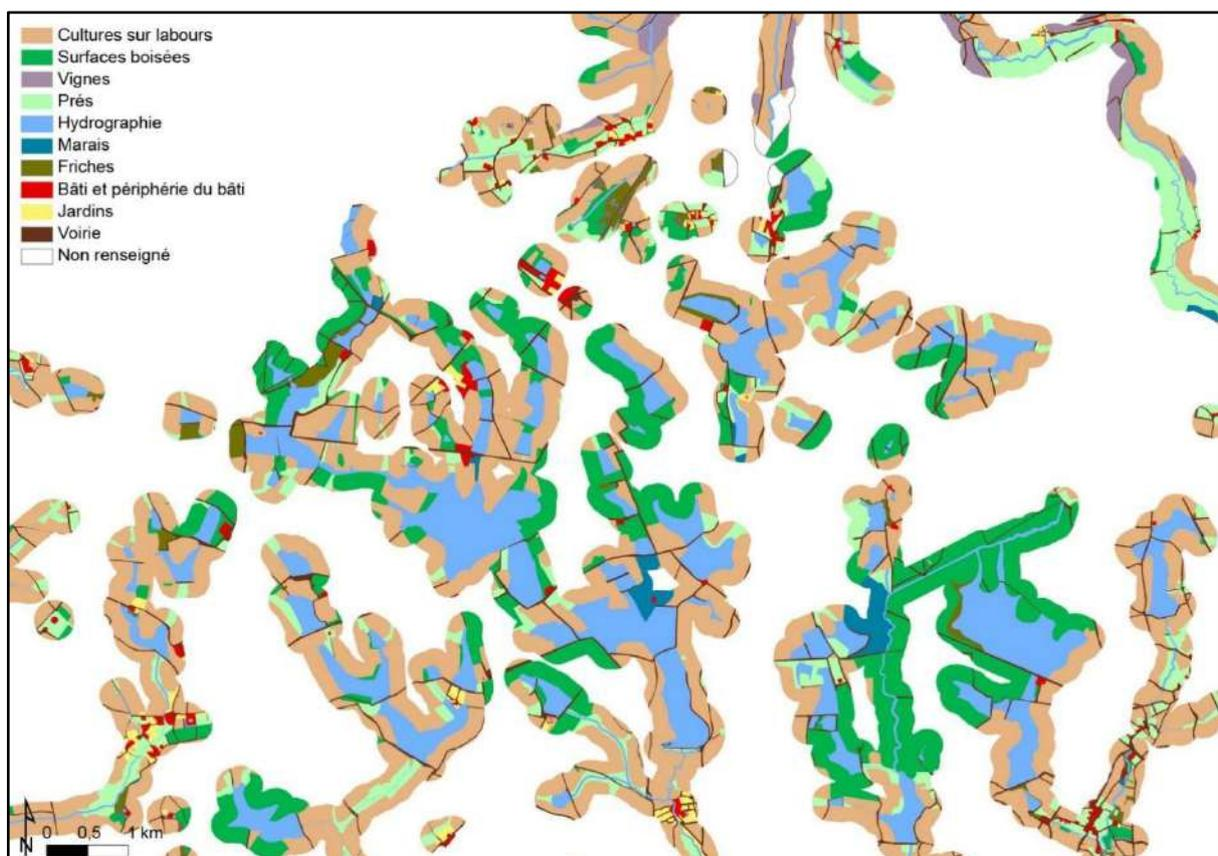 Cultures sur labours
Surfaces boisées
Vignes
Prés
Hydrographie
Marais
Friches
Bâti et périphérie du bâti
Jardins
Voirie
Non renseigné
N
0 0,5 1 km